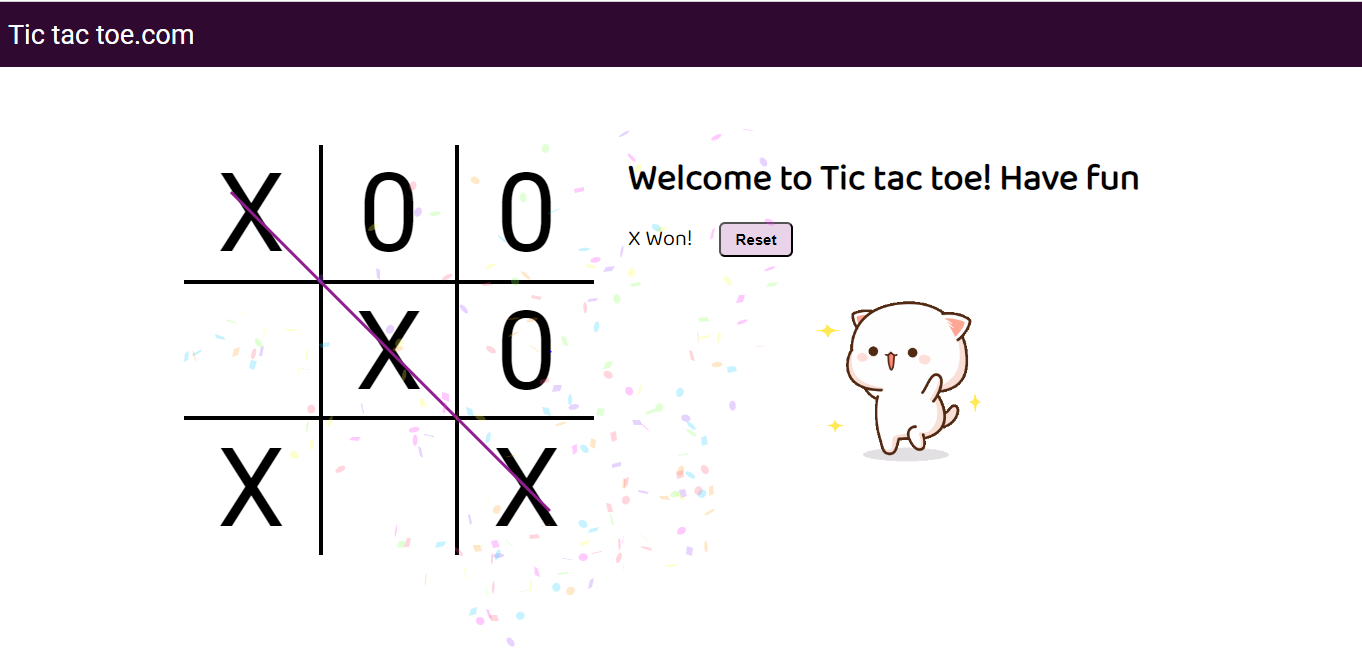 Tic tac toe.com
X 0 0
X 0
X X
Welcome to Tic tac toe! Have fun
X Won! Reset